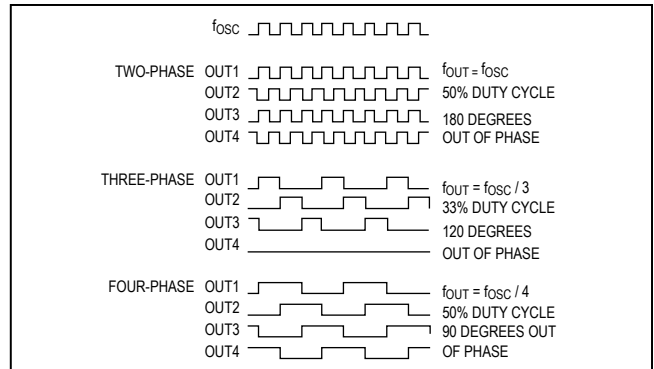 fOSC
TWO-PHASE OUT1 fOUT = fOSC
OUT2 50% DUTY CYCLE
OUT3 180 DEGREES
OUT4 OUT OF PHASE
THREE-PHASE OUT1 fOUT = fOSC / 3
OUT2 33% DUTY CYCLE
OUT3 120 DEGREES
OUT4 OUT OF PHASE
FOUR-PHASE OUT1 fOUT = fOSC / 4
OUT2 50% DUTY CYCLE
OUT3 90 DEGREES OUT
OUT4 OF PHASE